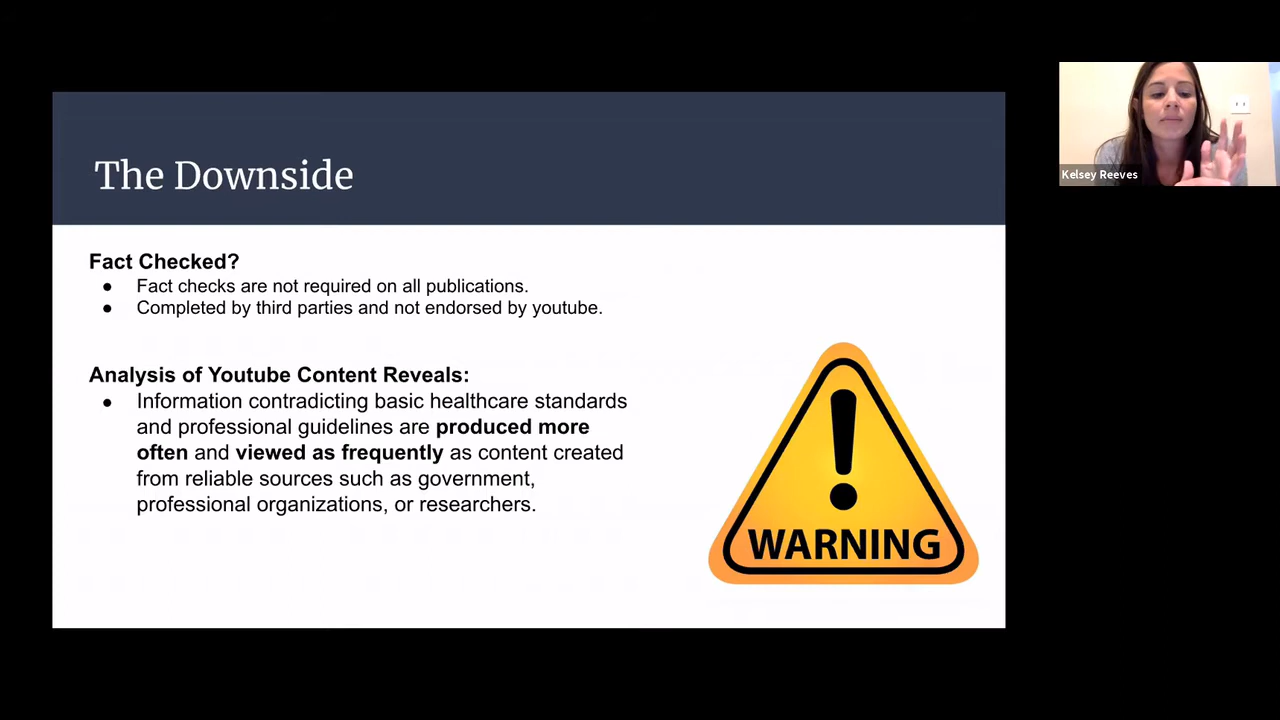 The Downside
Kelsey Reeves
Fact Checked?
● Fact checks are not required on all publications.
● Completed by third parties and not endorsed by youtube.
Analysis of Youtube Content Reveals:
● Information contradicting basic healthcare standards
and professional guidelines are produced more
often and viewed as frequently as content created
from reliable sources such as government,
professional organizations, or researchers.
WARNING